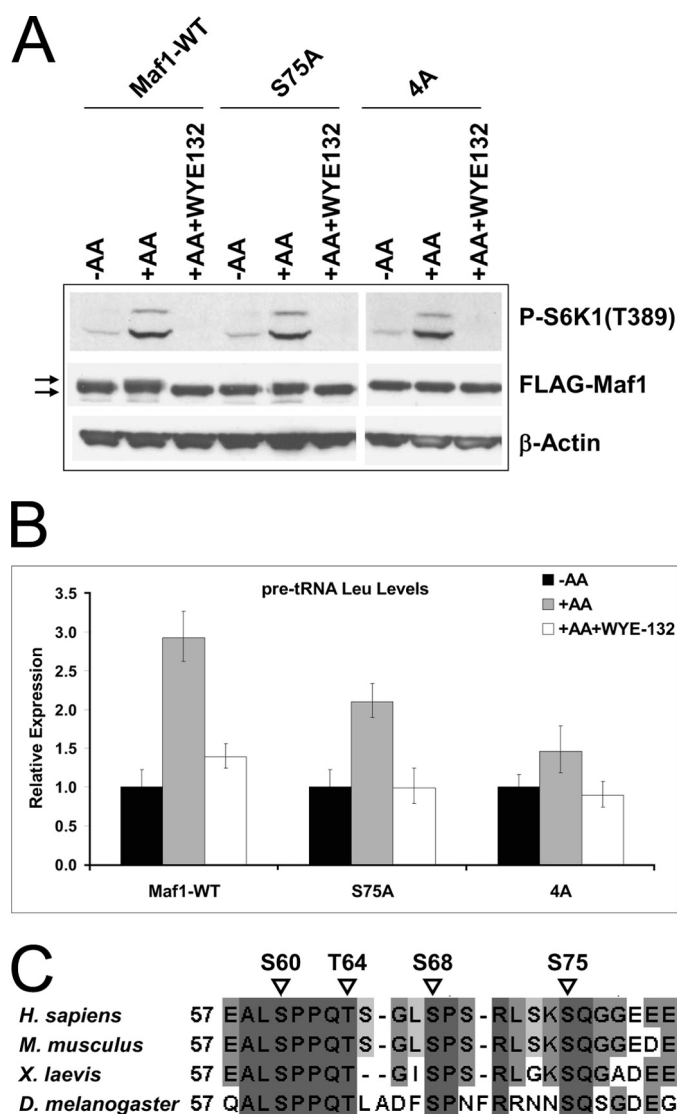 A
Maf1-WT S75A 4A
-AA +AA +AA+WYE132 -AA +AA +AA+WYE132 -AA +AA +AA+WYE132
P-S6K1(T389)
FLAG-Maf1
β-Actin
B
pre-tRNA Leu Levels
-AA
+AA
+AA+WYE-132
Relative Expression
3.5
3.0
2.5
2.0
1.5
1.0
0.5
0.0
Maf1-WT S75A 4A
C
S60 T64 S68 S75
H. sapiens 57 EALSPPQTS-GLSPS-RLSKSQGGEEE
M. musculus 57 EALSPPQTS-GLSPS-RLSKSQGGEDE
X. laevis 57 EALSPPQT--GISPS-RLGKSQGADEE
D. melanogaster 57 QALSPPQTLADFSPNFRRNNSQSGDEG